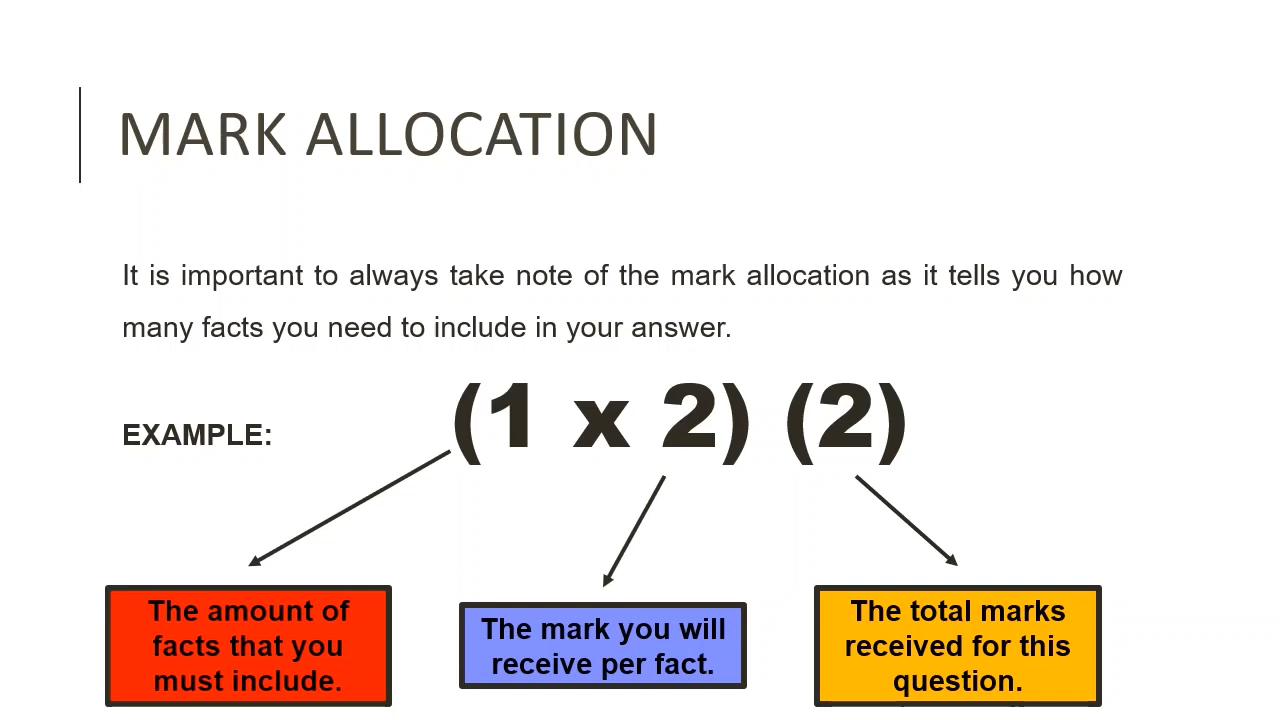 MARK ALLOCATION
It is important to always take note of the mark allocation as it tells you how
many facts you need to include in your answer.
EXAMPLE:
(1 x 2) (2)
The amount of
facts that you
must include.
The mark you will
receive per fact.
The total marks
received for this
question.